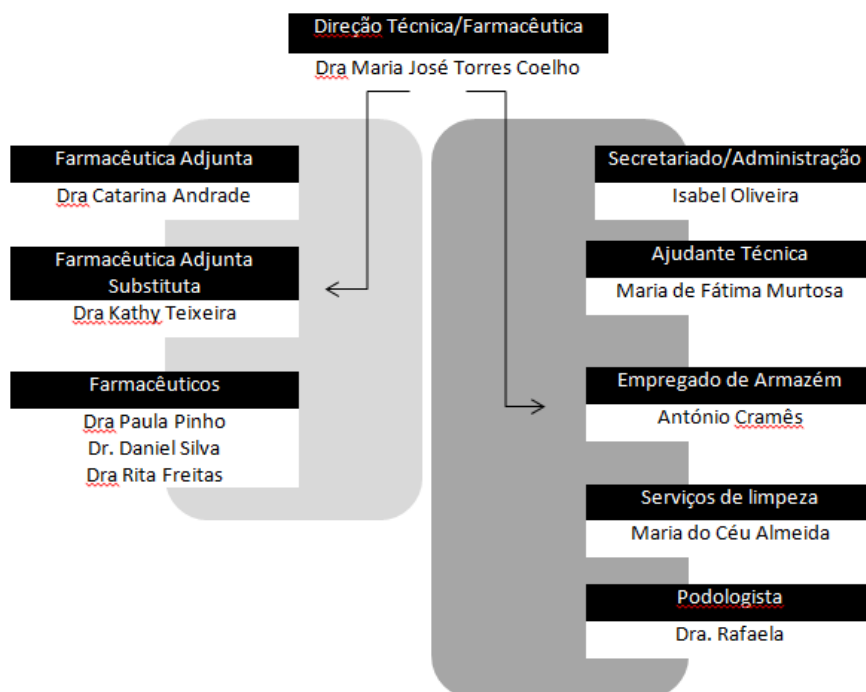 Direção Técnica/Farmacêutica
Dra Maria José Torres Coelho
Farmacêutica Adjunta
Dra Catarina Andrade
Farmacêutica Adjunta
Substituta
Dra Kathy Teixeira
Farmacêuticos
Dra Paula Pinho
Dr. Daniel Silva
Dra Rita Freitas
Secretariado/Administração
Isabel Oliveira
Ajudante Técnica
Maria de Fátima Murtosa
Empregado de Armazém
António Cramês
Serviços de limpeza
Maria do Céu Almeida
Podologista
Dra. Rafaela